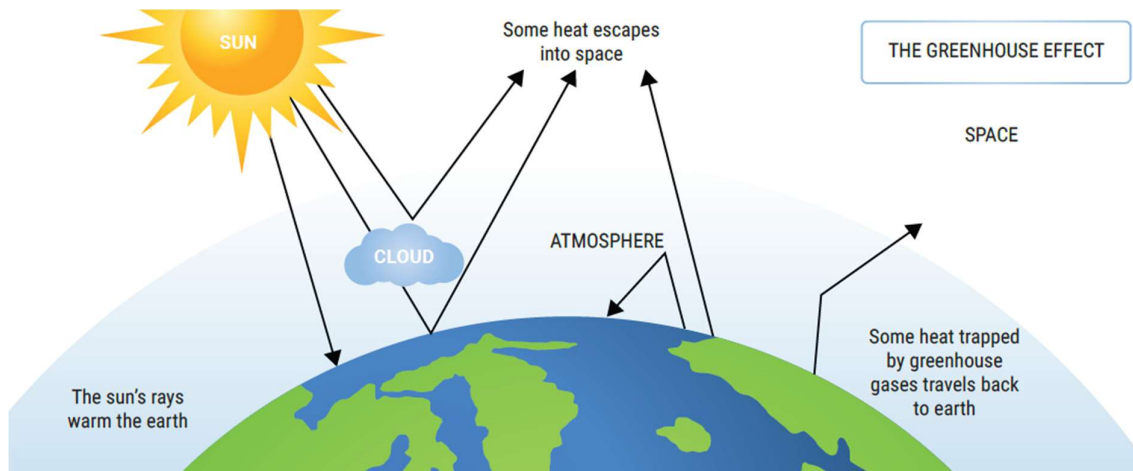 SUN
Some heat escapes
into space
THE GREENHOUSE EFFECT
SPACE
CLOUD
ATMOSPHERE
The sun's rays
warm the earth
Some heat trapped
by greenhouse
gases travels back
to earth